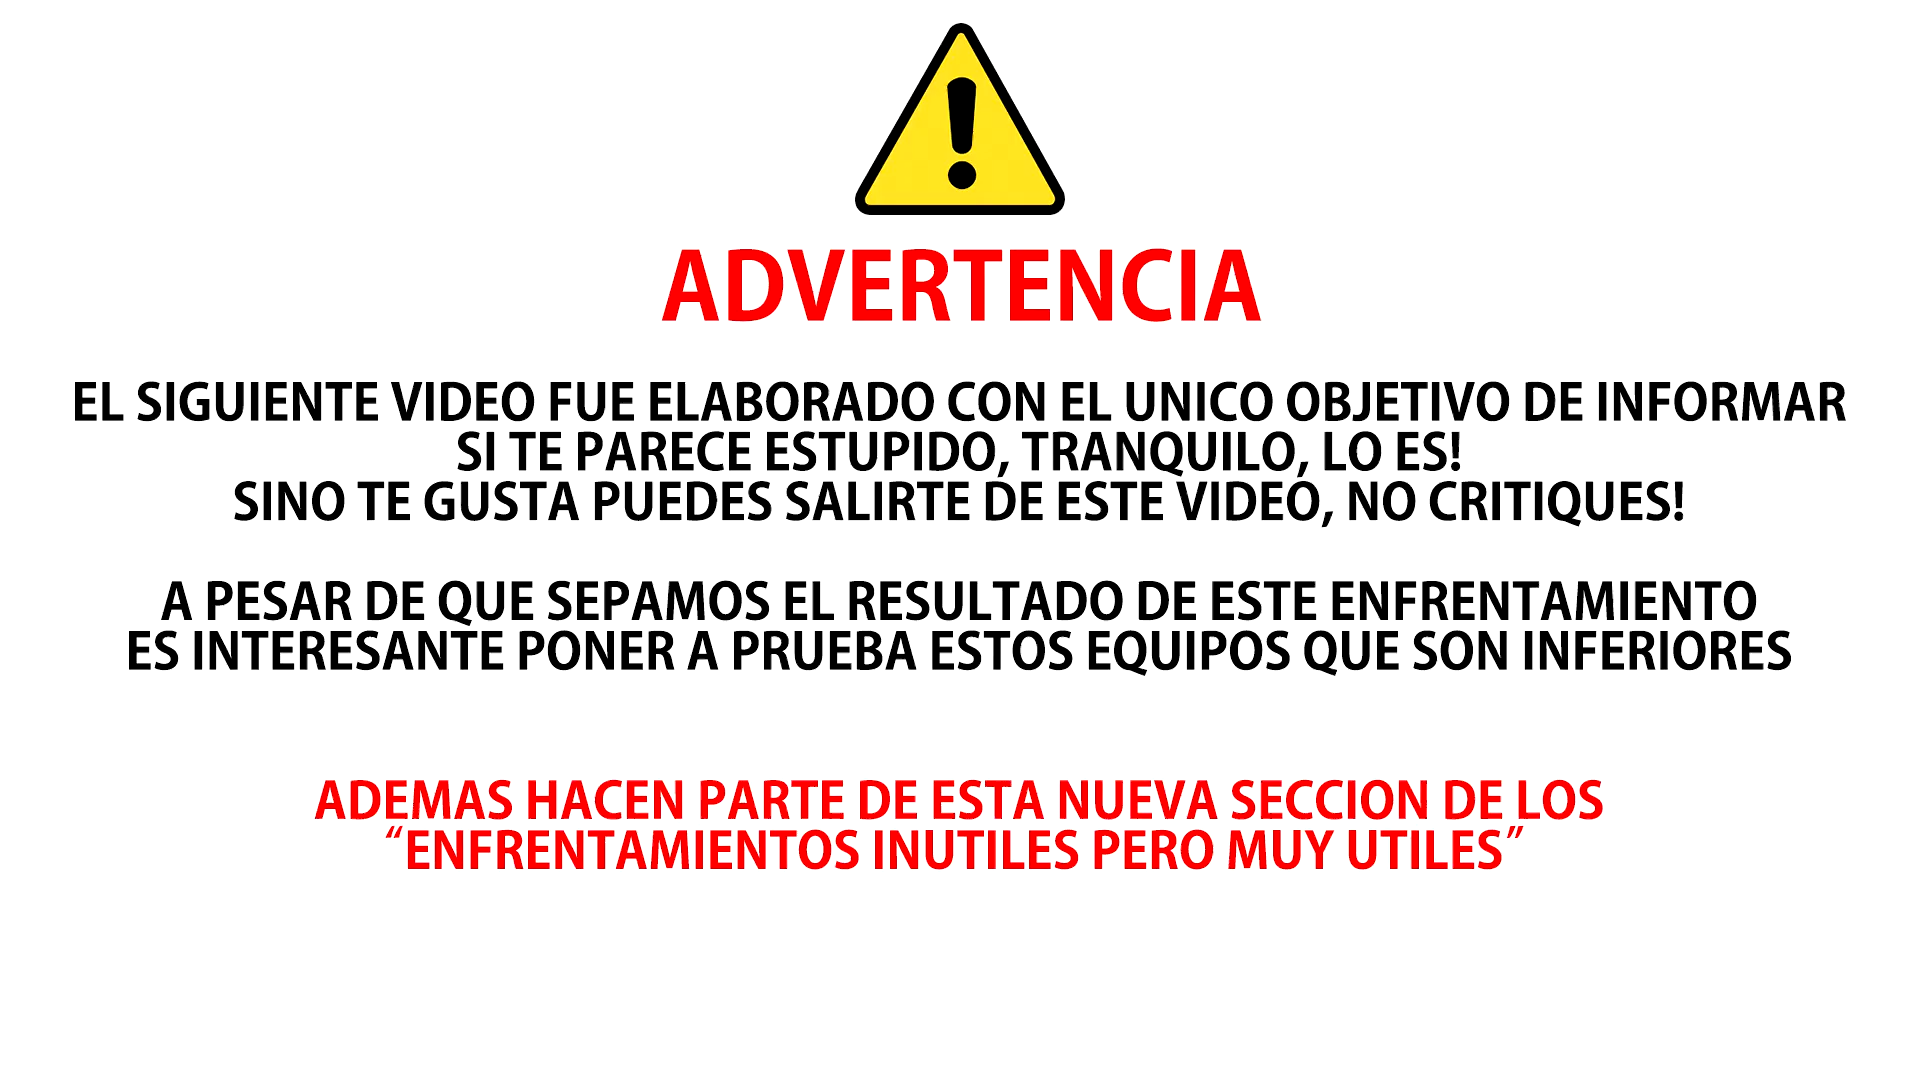 ADVERTENCIA
EL SIGUIENTE VIDEO FUE ELABORADO CON EL UNICO OBJETIVO DE INFORMAR
SI TE PARECE ESTUPIDO, TRANQUILO, LO ES!
SINO TE GUSTA PUEDES SALIRTE DE ESTE VIDEO, NO CRITIQUES!
A PESAR DE QUE SEPAMOS EL RESULTADO DE ESTE ENFRENTAMIENTO
ES INTERESANTE PONER A PRUEBA ESTOS EQUIPOS QUE SON INFERIORES
ADEMAS HACEN PARTE DE ESTA NUEVA SECCION DE LOS
“ENFRENTAMIENTOS INUTILES PERO MUY UTILES”